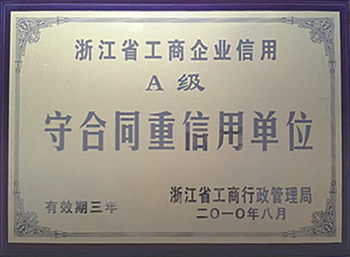 浙江省工商企业信用
A级
守合同重信用单位
有效期三年
浙江省工商行政管理局
二〇一〇年八月